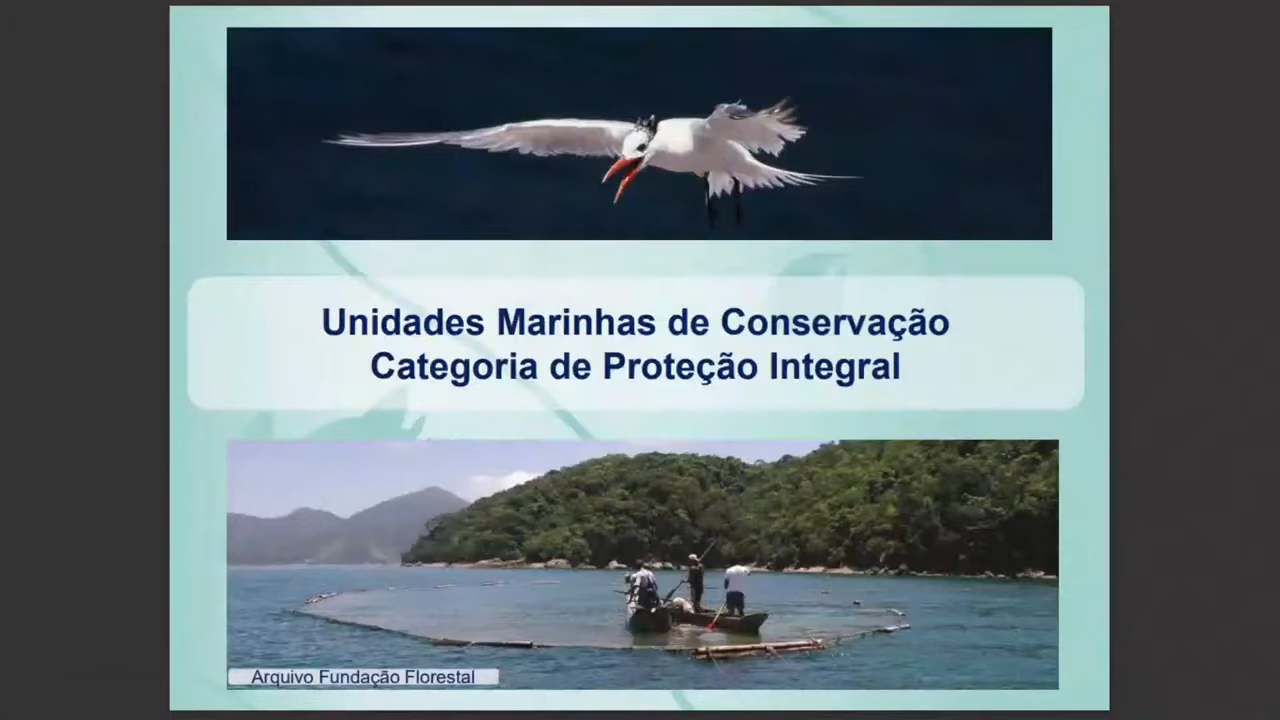 Unidades Marinhas de Conservação
Categoria de Proteção Integral
Arquivo Fundação Florestal